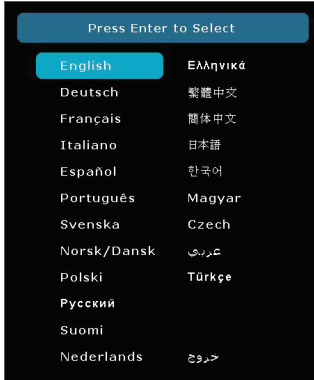 Press Enter to Select
English Ελληνικά
Deutsch 繁體中文
Français 簡体中文
Italiano 日本語
Español 한국어
Português Magyar
Svenska Czech
Norsk/Dansk عربي
Polski Türkçe
Русский
Suomi
Nederlands خروج